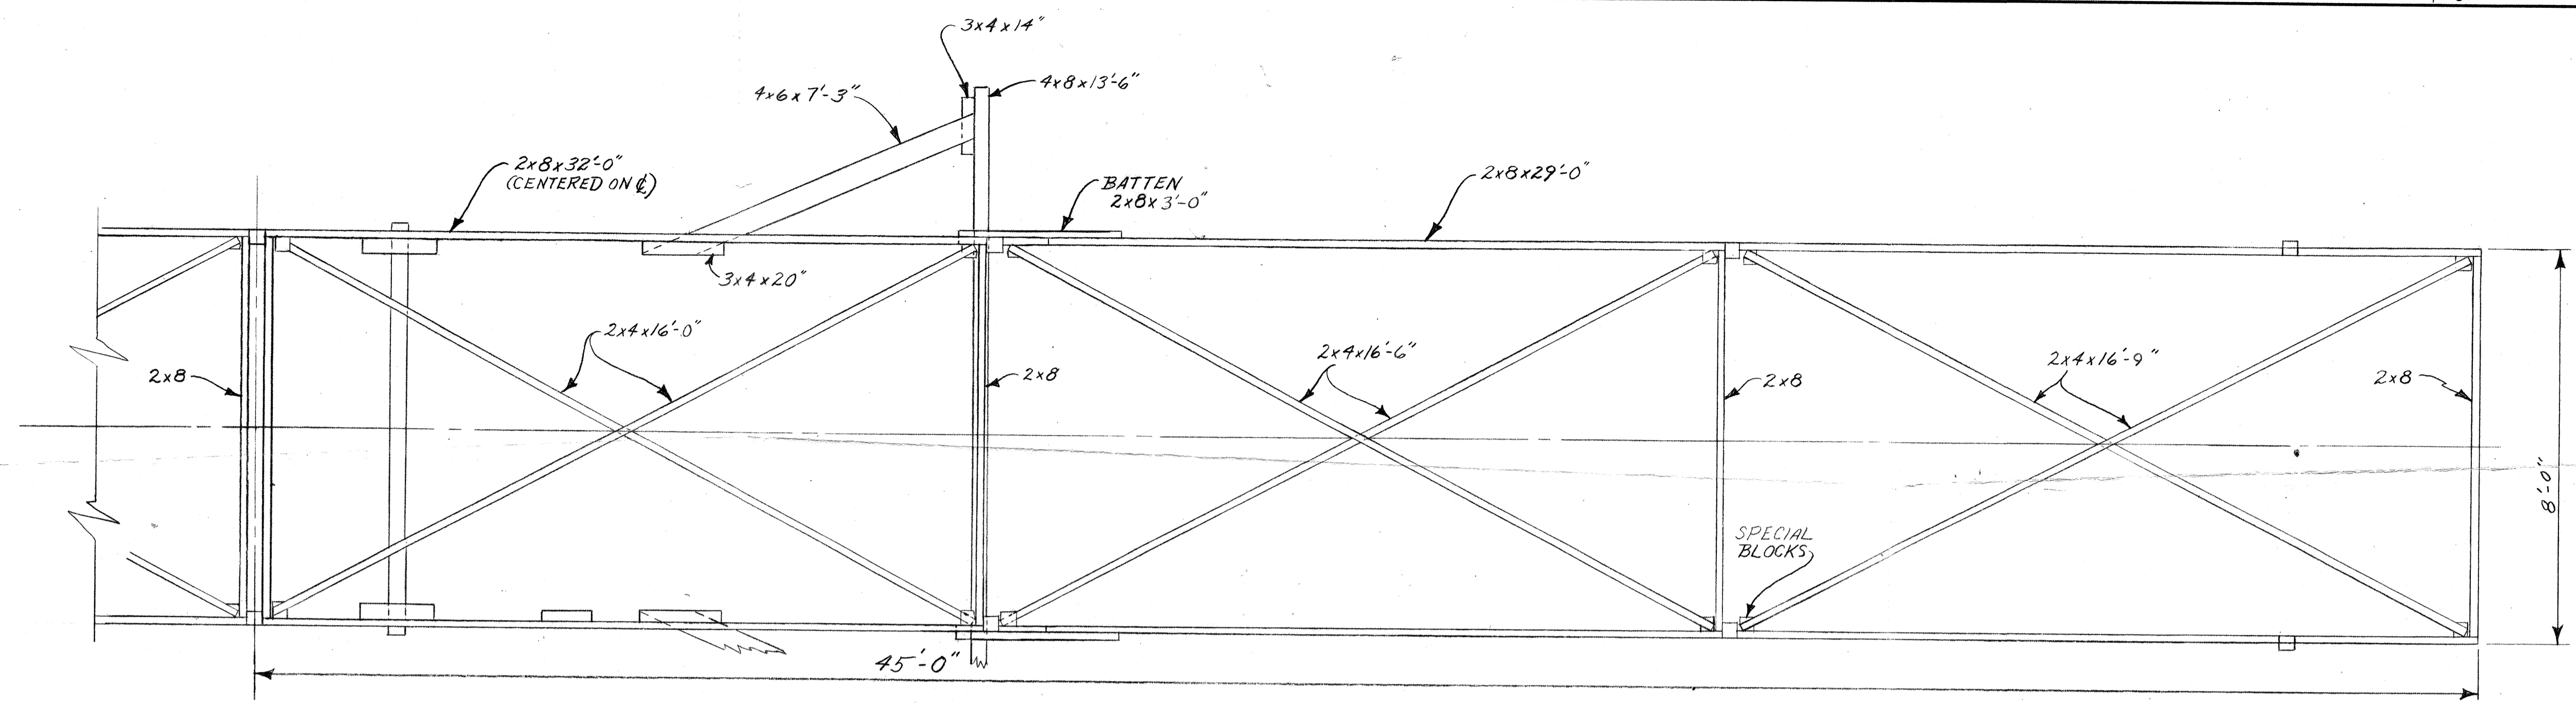 3x4x14"
4x6x7'-3"
4x8x13'-6"
2x8x32'-0"
(CENTERED ON ℄)
BATTEN
2x8x3'-0"
2x8x29'-0"
3x4x20"
2x4x16'-0"
2x8
2x8
2x4x16'-6"
2x8
2x4x16'-9"
2x8
8'-0"
SPECIAL
BLOCKS
45'-0"